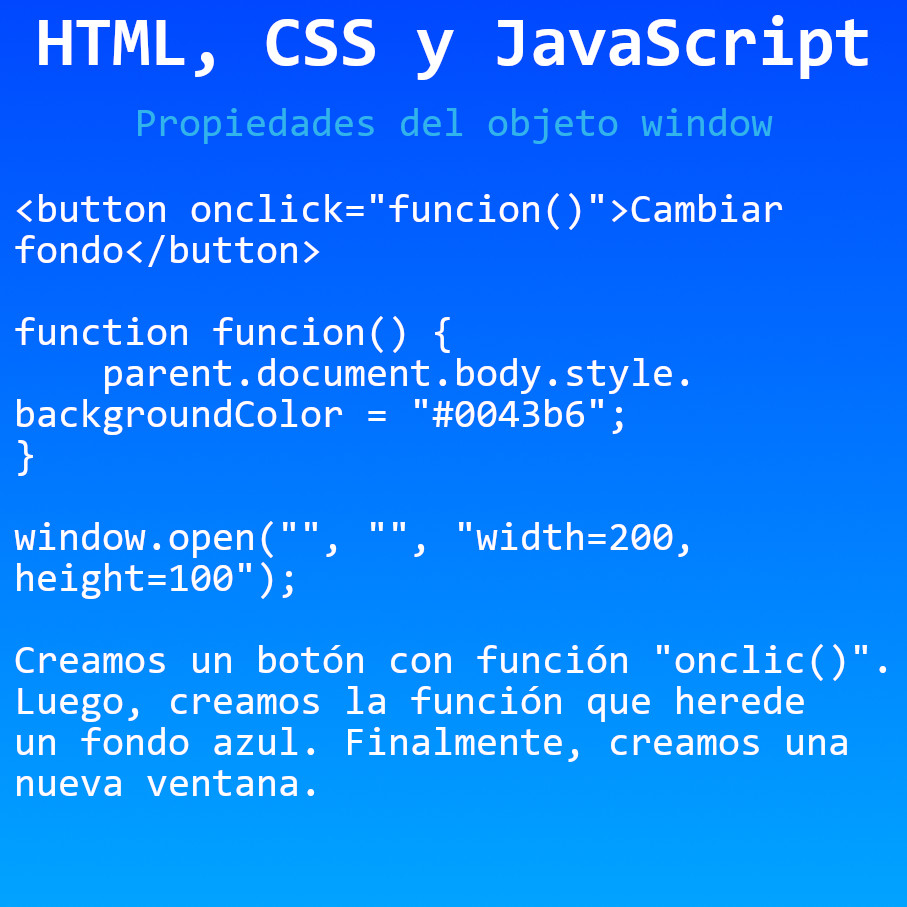 HTML, CSS y JavaScript
Propiedades del objeto window
<button onclick="funcion()">Cambiar
fondo</button>
function funcion() {
    parent.document.body.style.
backgroundColor = "#0043b6";
}
window.open("", "", "width=200,
height=100");
Creamos un botón con función "onclic()".
Luego, creamos la función que herede
un fondo azul. Finalmente, creamos una
nueva ventana.